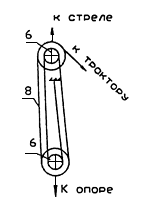 к стреле
6
к трактору
8
6
к опоре